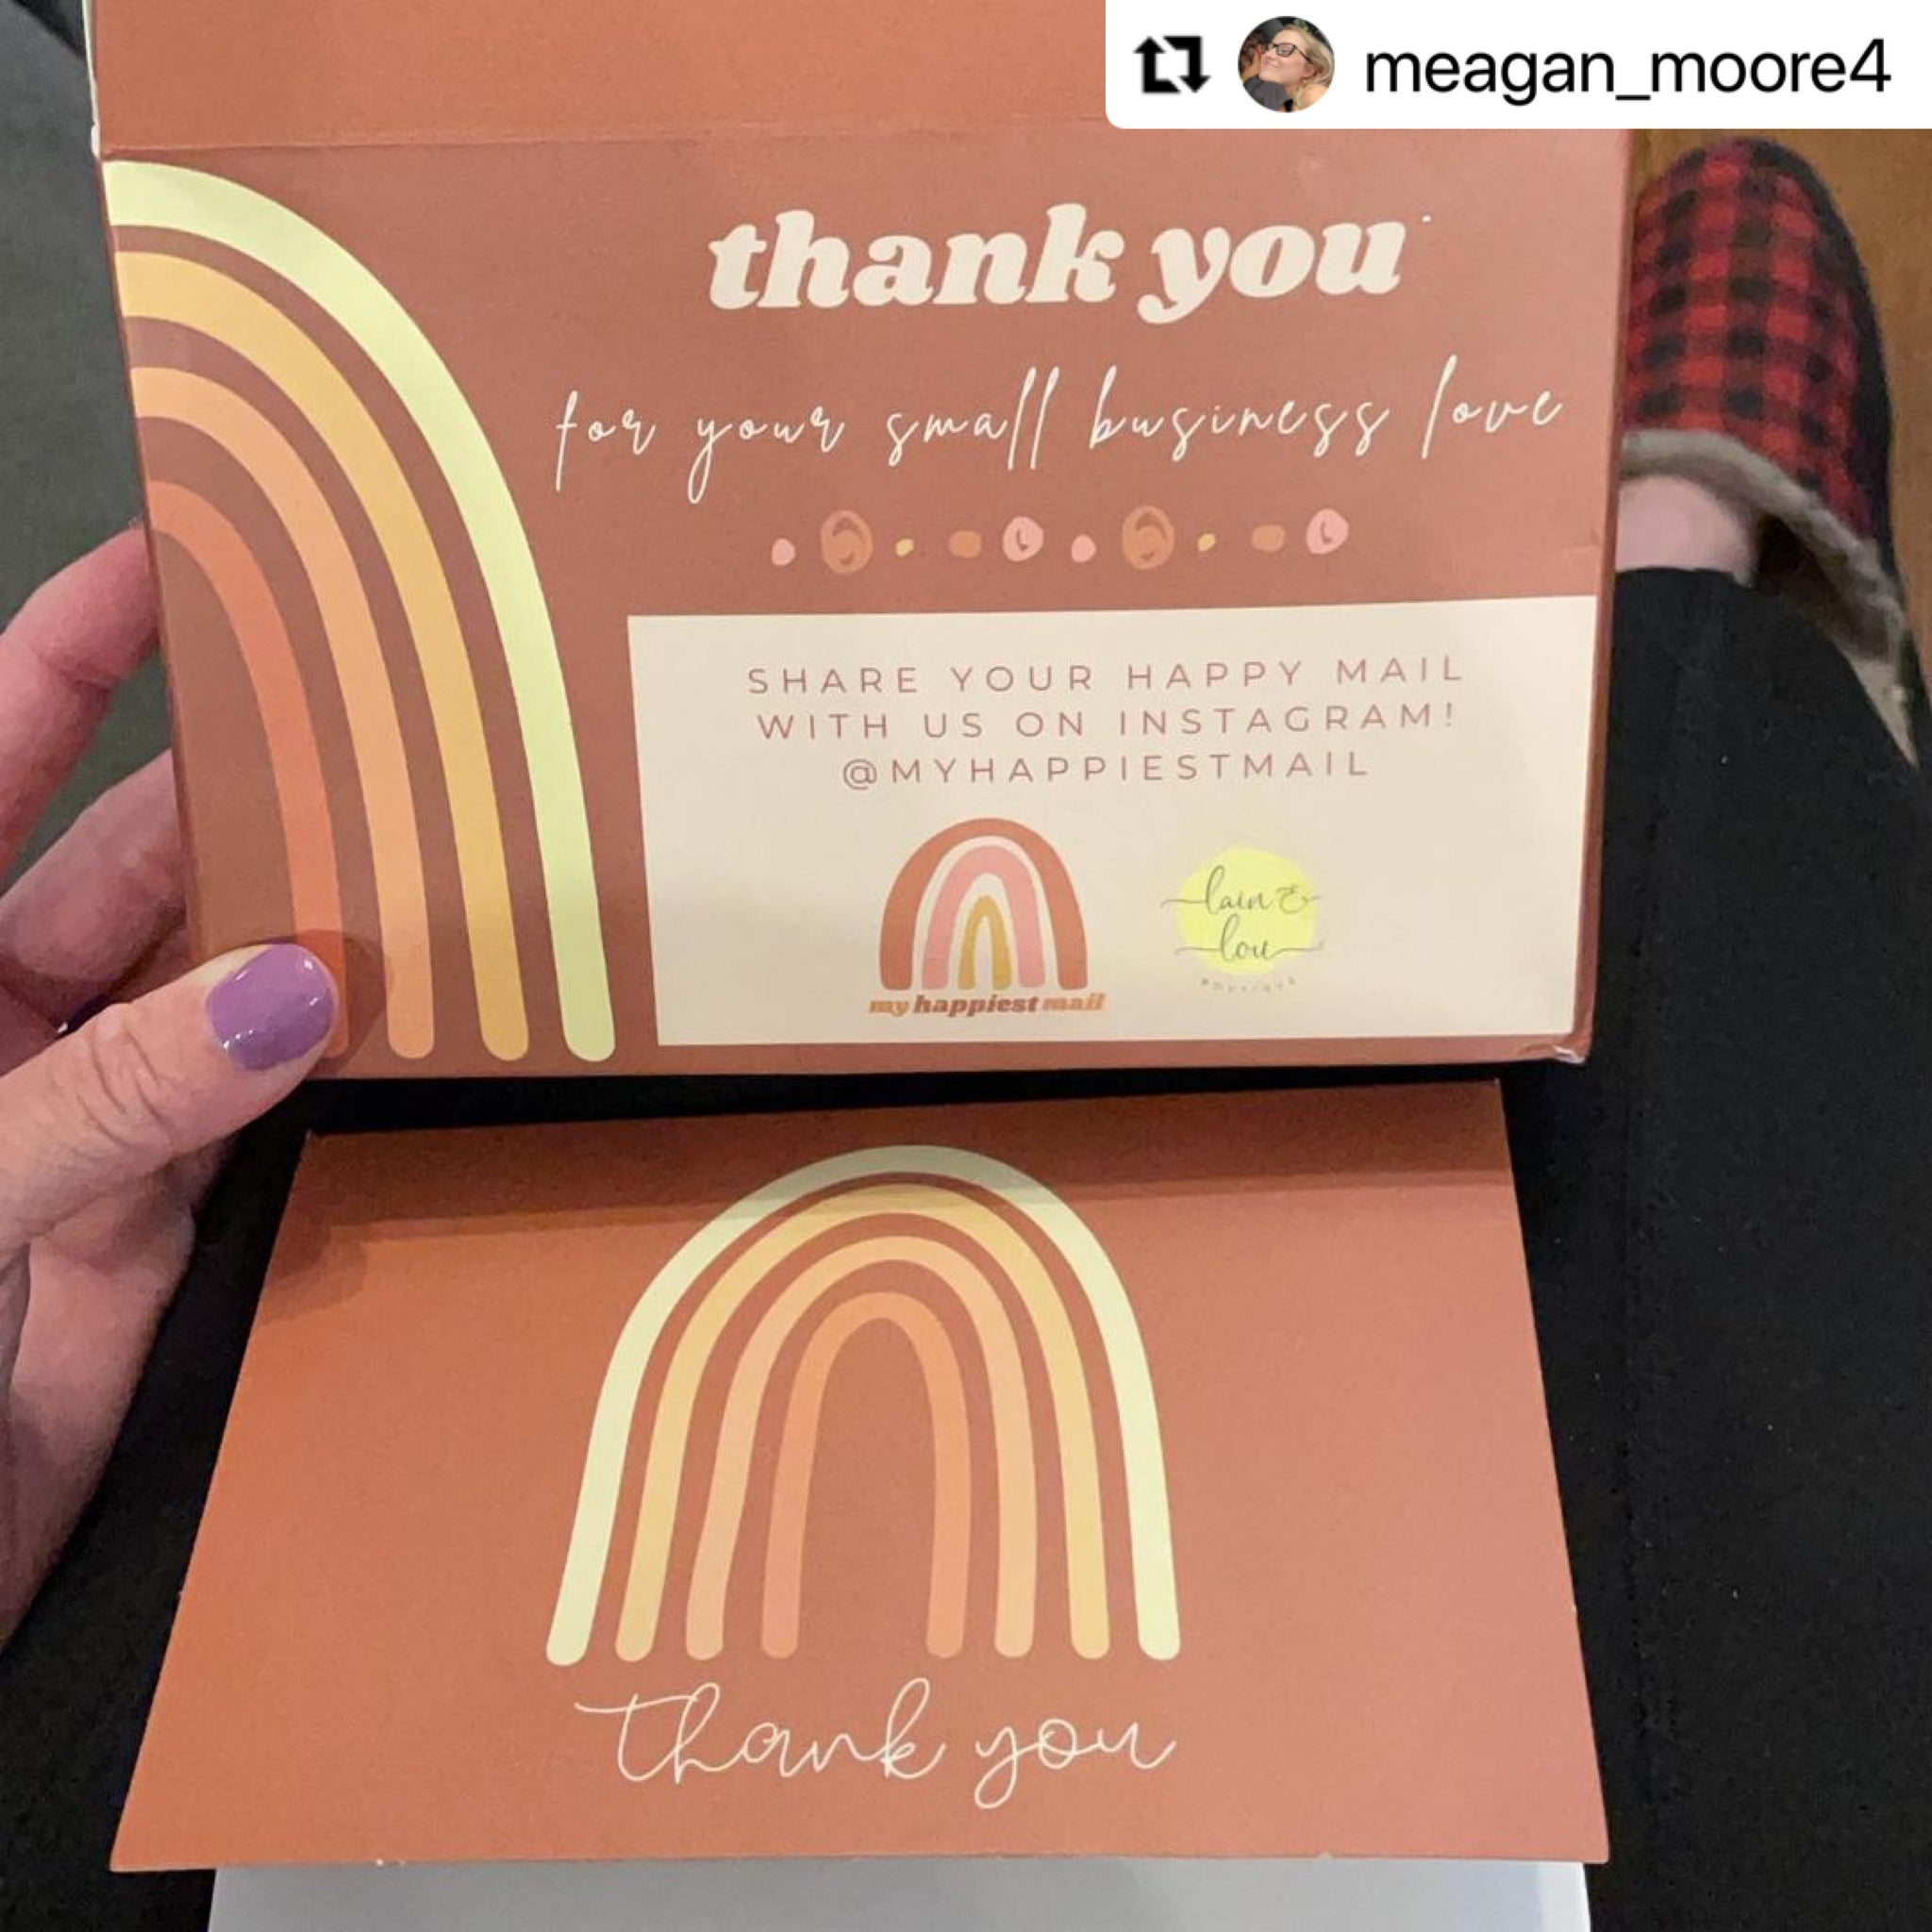 meagan_moore4
thank you
for your small business love
SHARE YOUR HAPPY MAIL
WITH US ON INSTAGRAM!
@MYHAPPIESTMAIL
my happiest mail
lain &
lou
BOUTIQUE
thank you